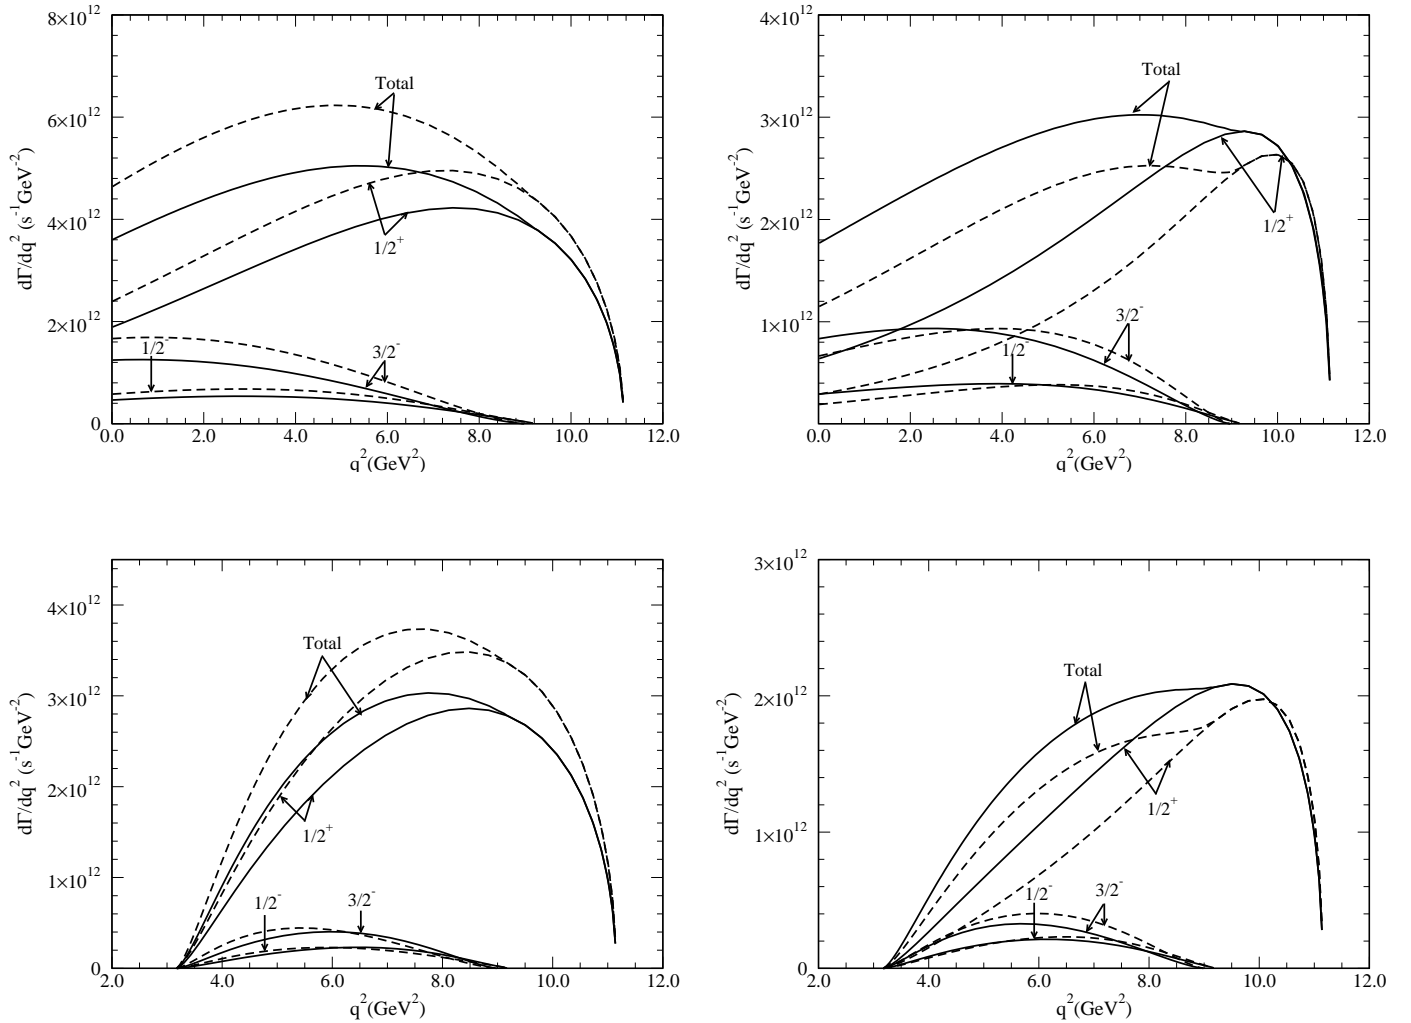 8×10¹²
6×10¹²
4×10¹²
2×10¹²
0
dΓ/dq² (s⁻¹GeV⁻²)
Total
1/2⁺
1/2⁻
3/2⁻
0.0 2.0 4.0 6.0 8.0 10.0 12.0
q²(GeV²)
4×10¹²
3×10¹²
2×10¹²
1×10¹²
0
dΓ/dq² (s⁻¹GeV⁻²)
Total
1/2⁺
3/2⁻
1/2⁻
0.0 2.0 4.0 6.0 8.0 10.0 12.0
q²(GeV²)
4×10¹²
3×10¹²
2×10¹²
1×10¹²
0
dΓ/dq² (s⁻¹GeV⁻²)
Total
1/2⁺
1/2⁻
3/2⁻
2.0 4.0 6.0 8.0 10.0 12.0
q²(GeV²)
3×10¹²
2×10¹²
1×10¹²
0
dΓ/dq² (s⁻¹GeV⁻²)
Total
1/2⁺
1/2⁻
3/2⁻
2.0 4.0 6.0 8.0 10.0 12.0
q²(GeV²)